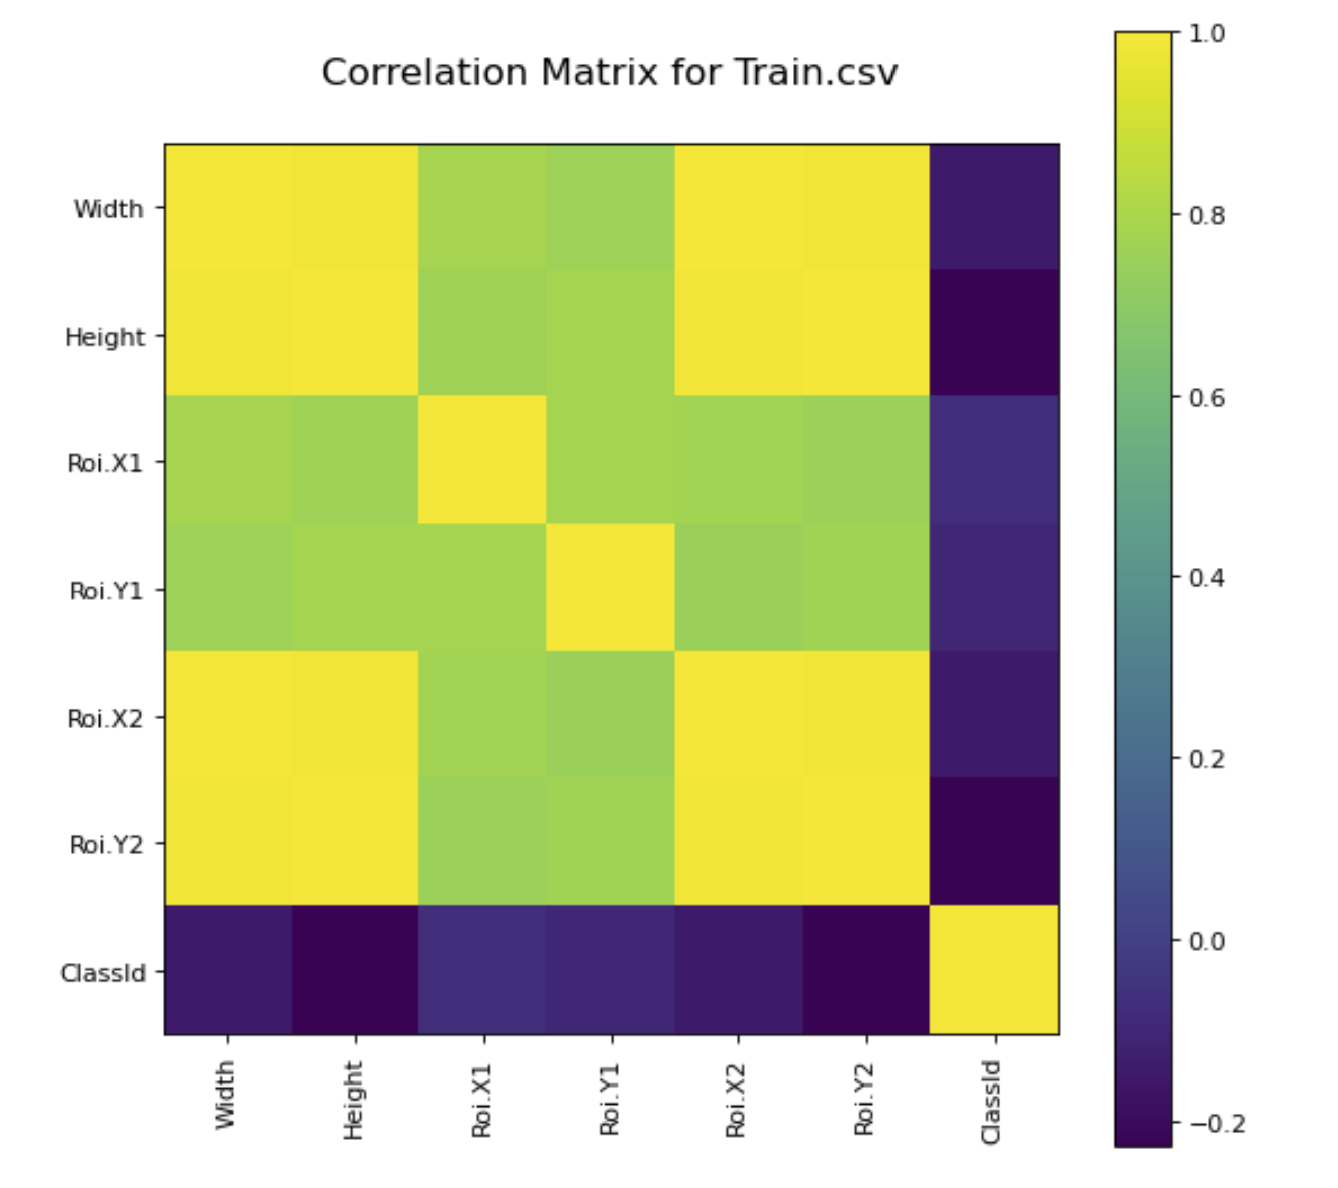 Correlation Matrix for Train.csv
Width
Height
Roi.X1
Roi.Y1
Roi.X2
Roi.Y2
ClassId
Width
Height
Roi.X1
Roi.Y1
Roi.X2
Roi.Y2
ClassId
1.0
0.8
0.6
0.4
0.2
0.0
−0.2